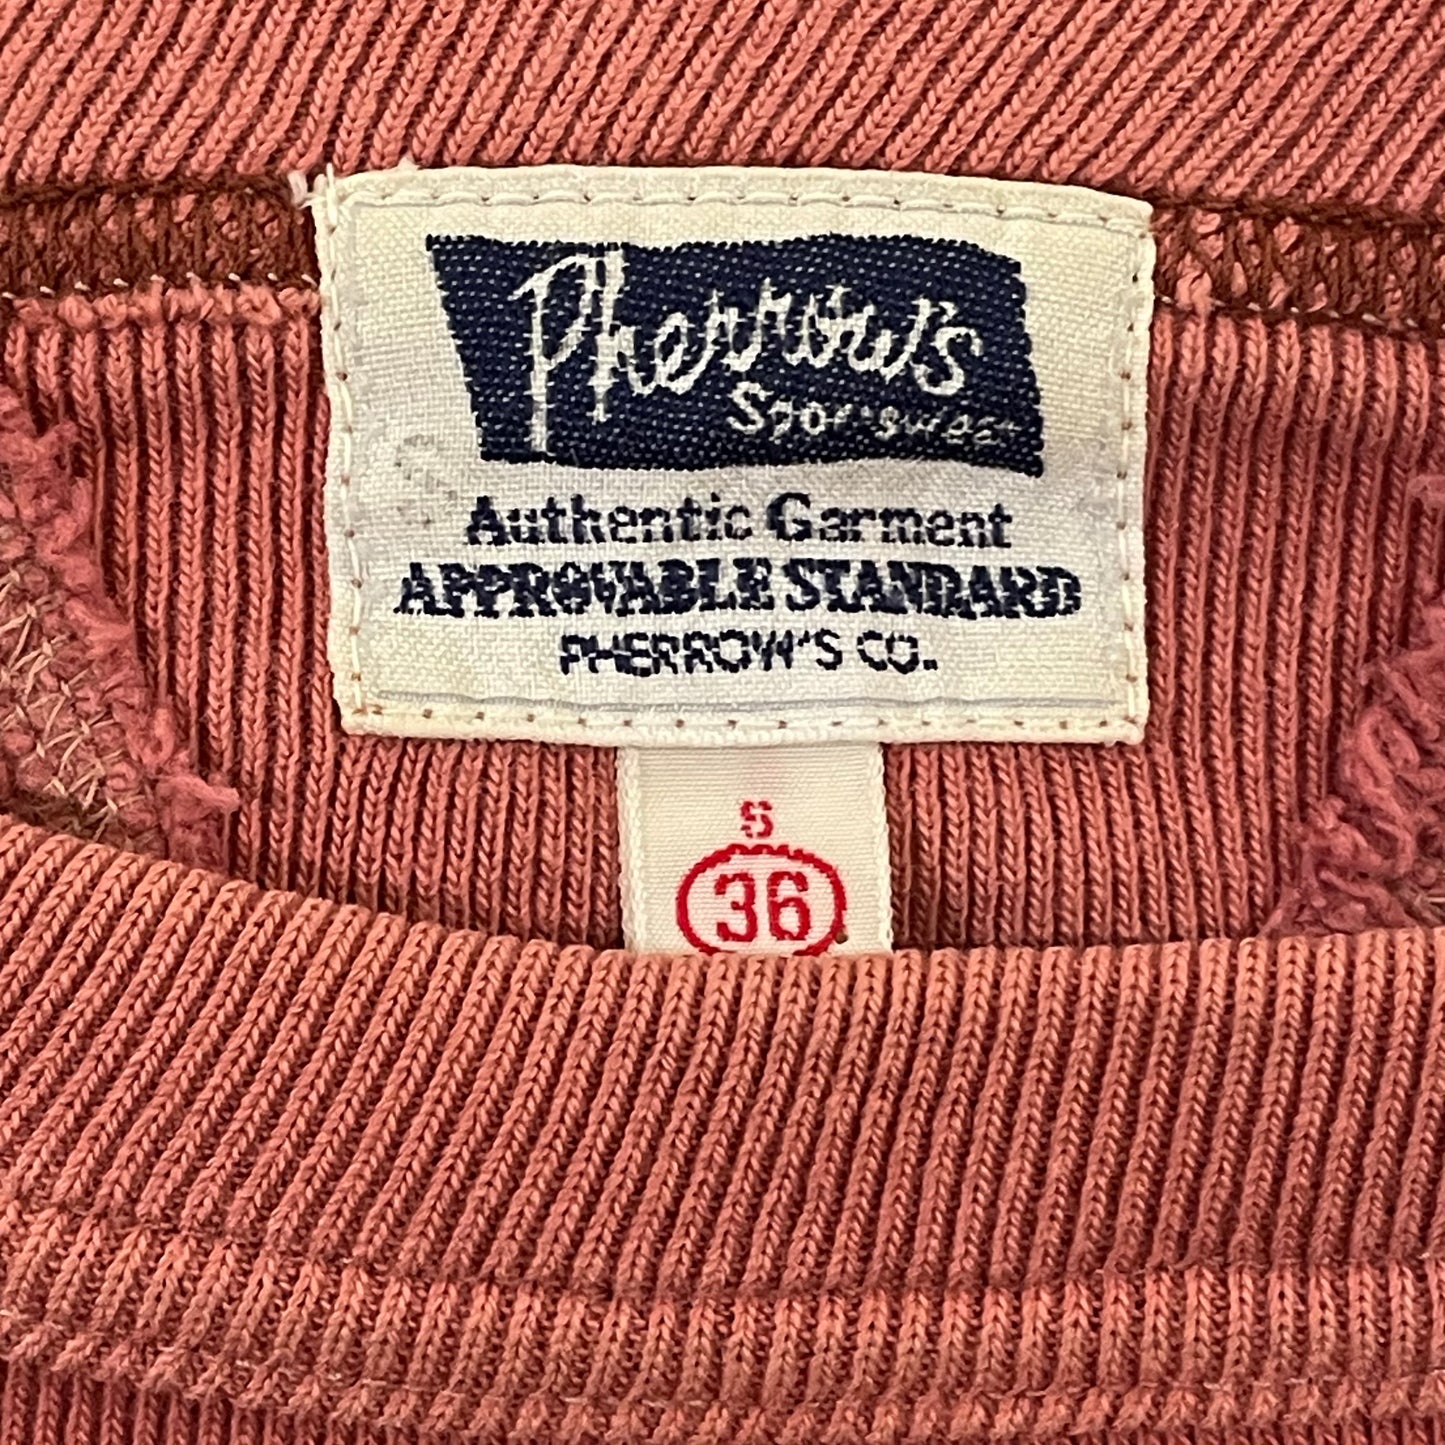 Pherrow's
Sportswear
Authentic Garment
APPROVABLE STANDARD
PHERROW'S CO.
S
36